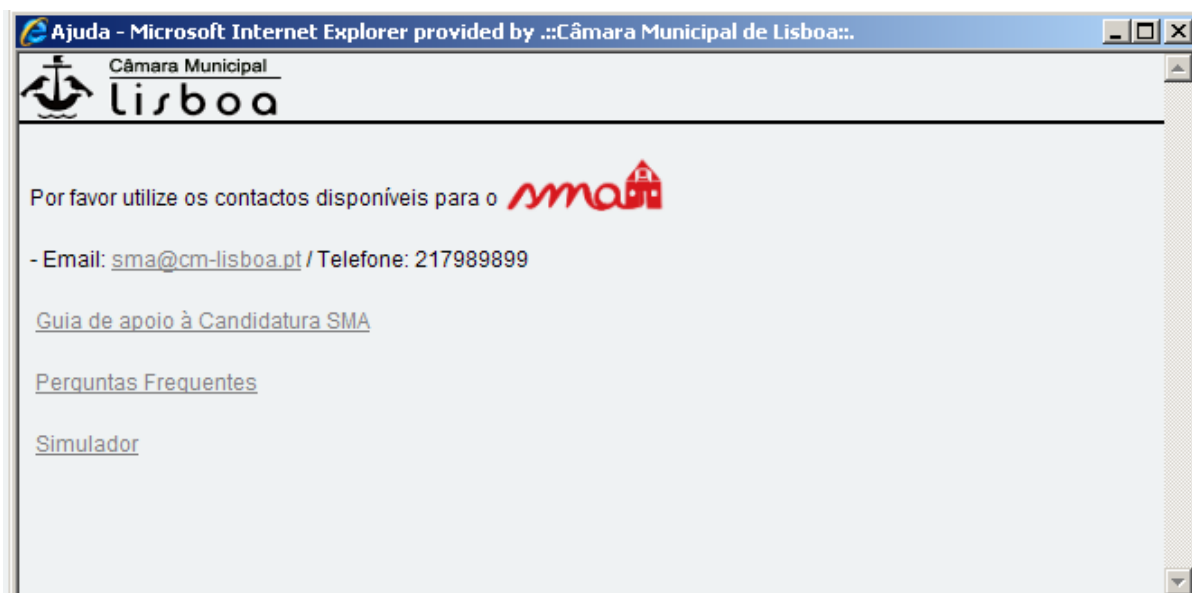 Ajuda - Microsoft Internet Explorer provided by .::Câmara Municipal de Lisboa::.
Câmara Municipal
Lisboa
Por favor utilize os contactos disponíveis para o sma
- Email: sma@cm-lisboa.pt / Telefone: 217989899
Guia de apoio à Candidatura SMA
Perguntas Frequentes
Simulador